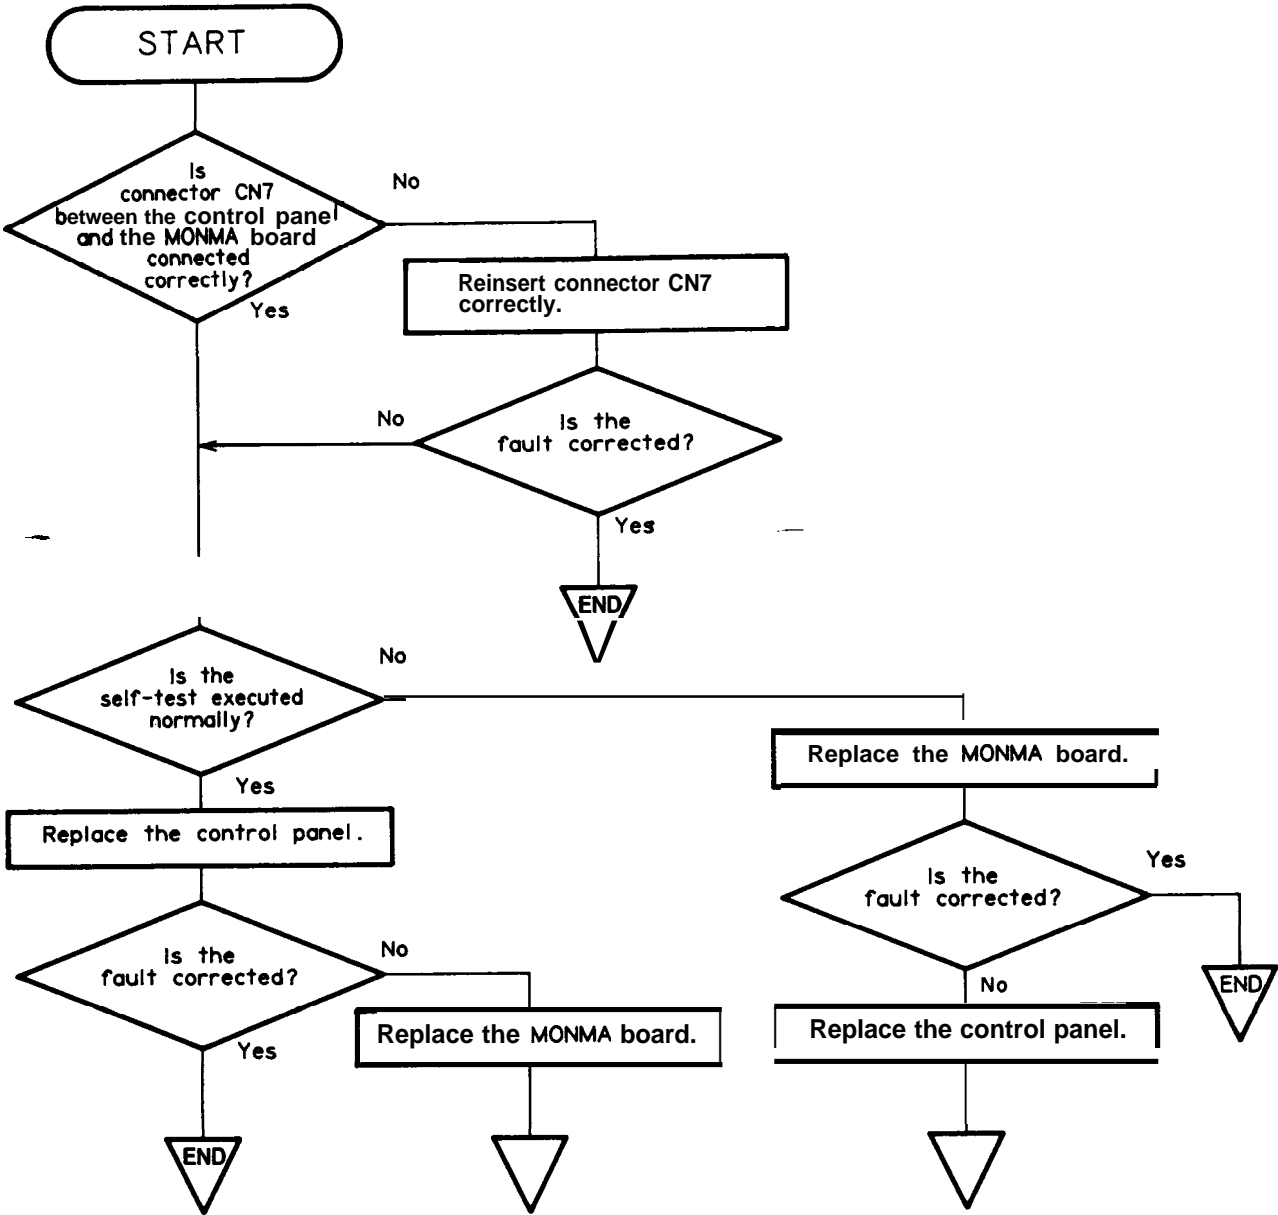 START
Is
connector CN7
between the control panel
and the MONMA board
connected
correctly?
No
Yes
Reinsert connector CN7
correctly.
Is the
fault corrected?
No
Yes
END
Is the
self-test executed
normally?
No
Yes
Replace the control panel.
Is the
fault corrected?
No
Yes
END
Replace the MONMA board.
Replace the MONMA board.
Is the
fault corrected?
Yes
END
No
Replace the control panel.